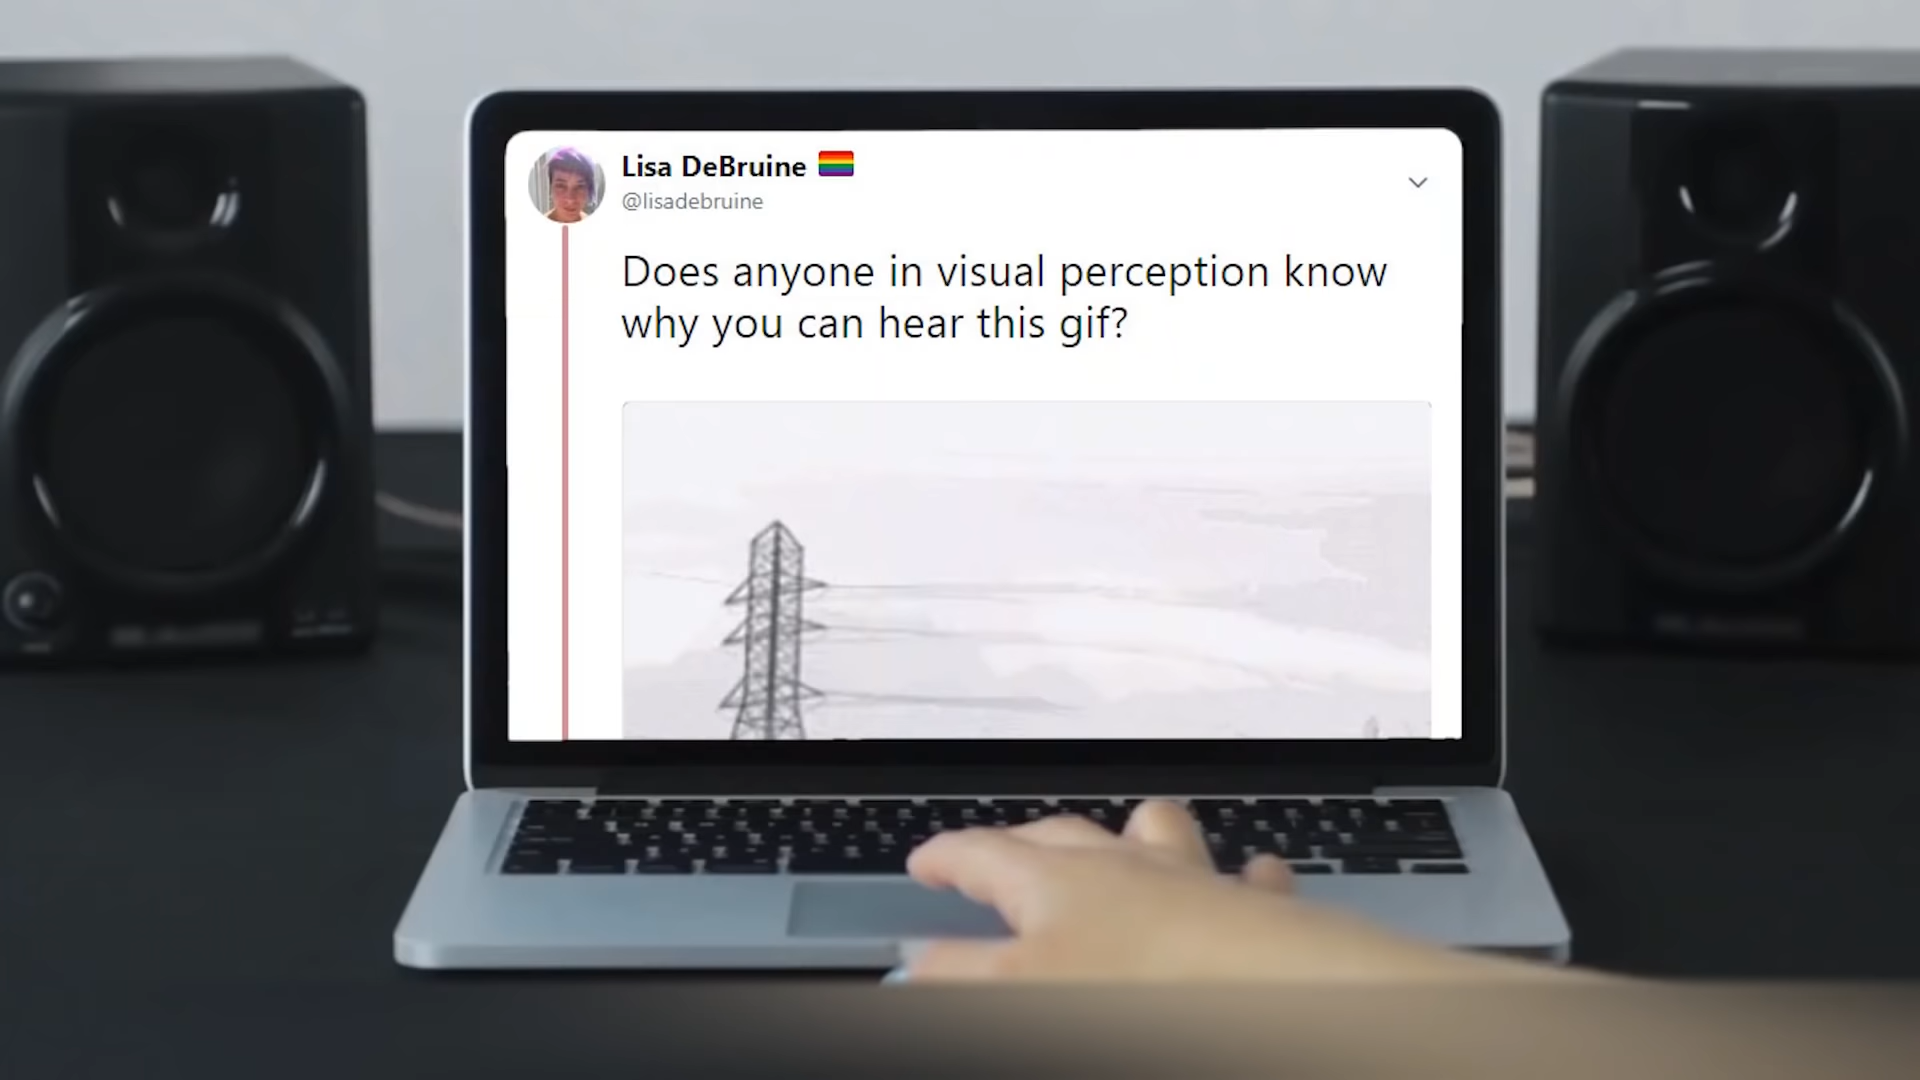 Lisa DeBruine
@lisadebruine
Does anyone in visual perception know
why you can hear this gif?